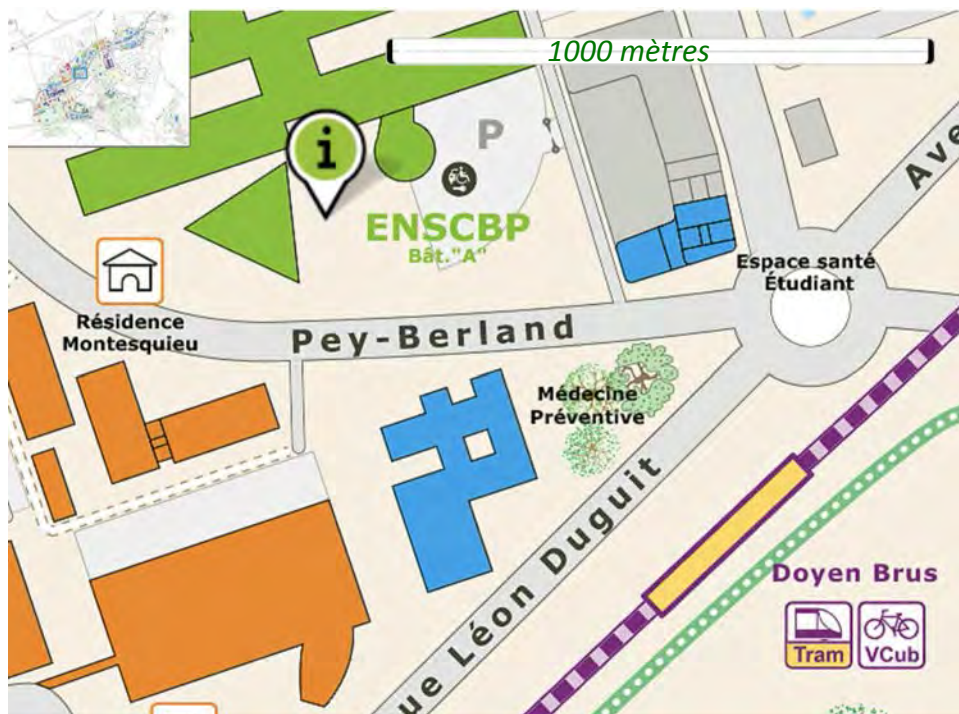 1000 mètres
P
i
Ave
ENSCBP
Bât."A"
Espace santé
Étudiant
Résidence
Montesquieu
Pey-Berland
Médecine
Préventive
ue Léon Duguit
Doyen Brus
Tram
VCub